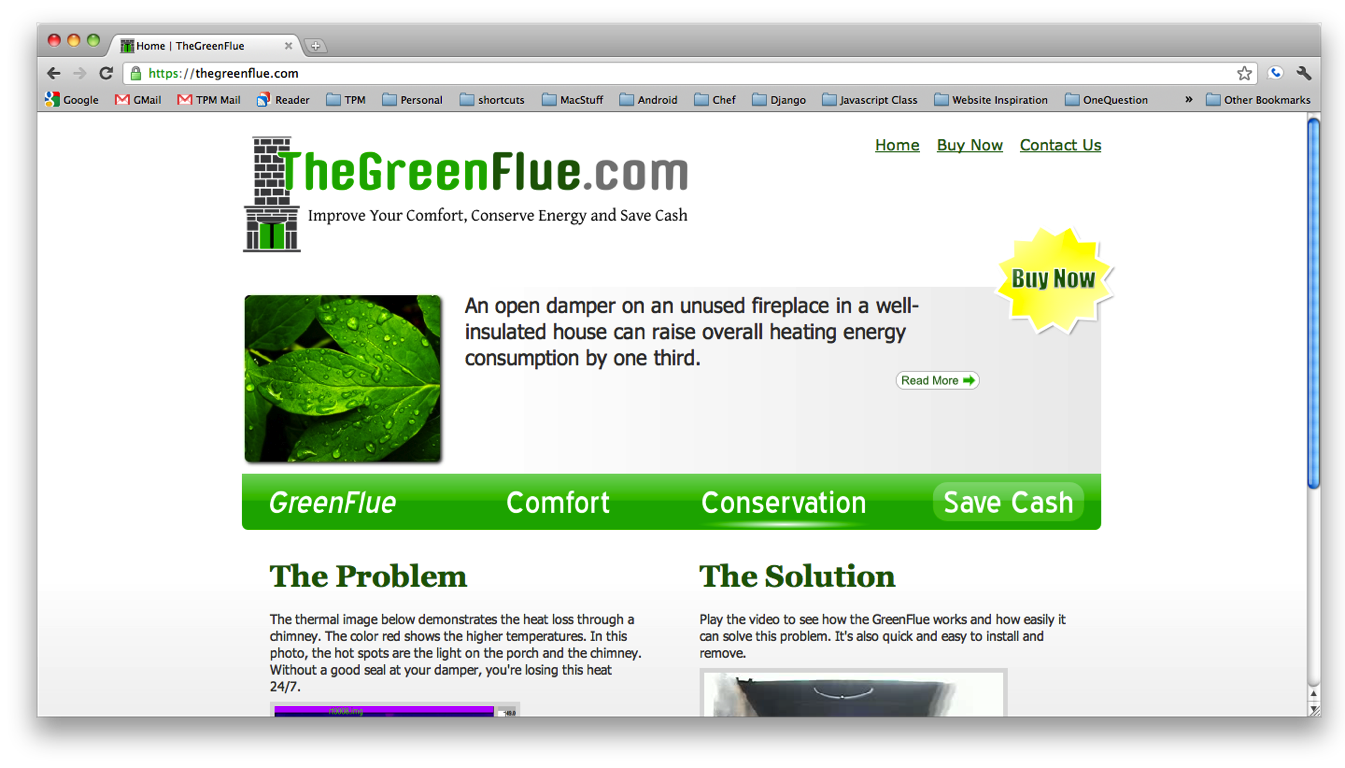 Home | TheGreenFlue
https://thegreenflue.com
Google GMail TPM Mail Reader TPM Personal shortcuts MacStuff Android Chef Django Javascript Class Website Inspiration OneQuestion » Other Bookmarks
Home Buy Now Contact Us
TheGreenFlue.com
Improve Your Comfort, Conserve Energy and Save Cash
Buy Now
An open damper on an unused fireplace in a well-
insulated house can raise overall heating energy
consumption by one third.
Read More
GreenFlue Comfort Conservation Save Cash
The Problem
The thermal image below demonstrates the heat loss through a
chimney. The color red shows the higher temperatures. In this
photo, the hot spots are the light on the porch and the chimney.
Without a good seal at your damper, you're losing this heat
24/7.
The Solution
Play the video to see how the GreenFlue works and how easily it
can solve this problem. It's also quick and easy to install and
remove.